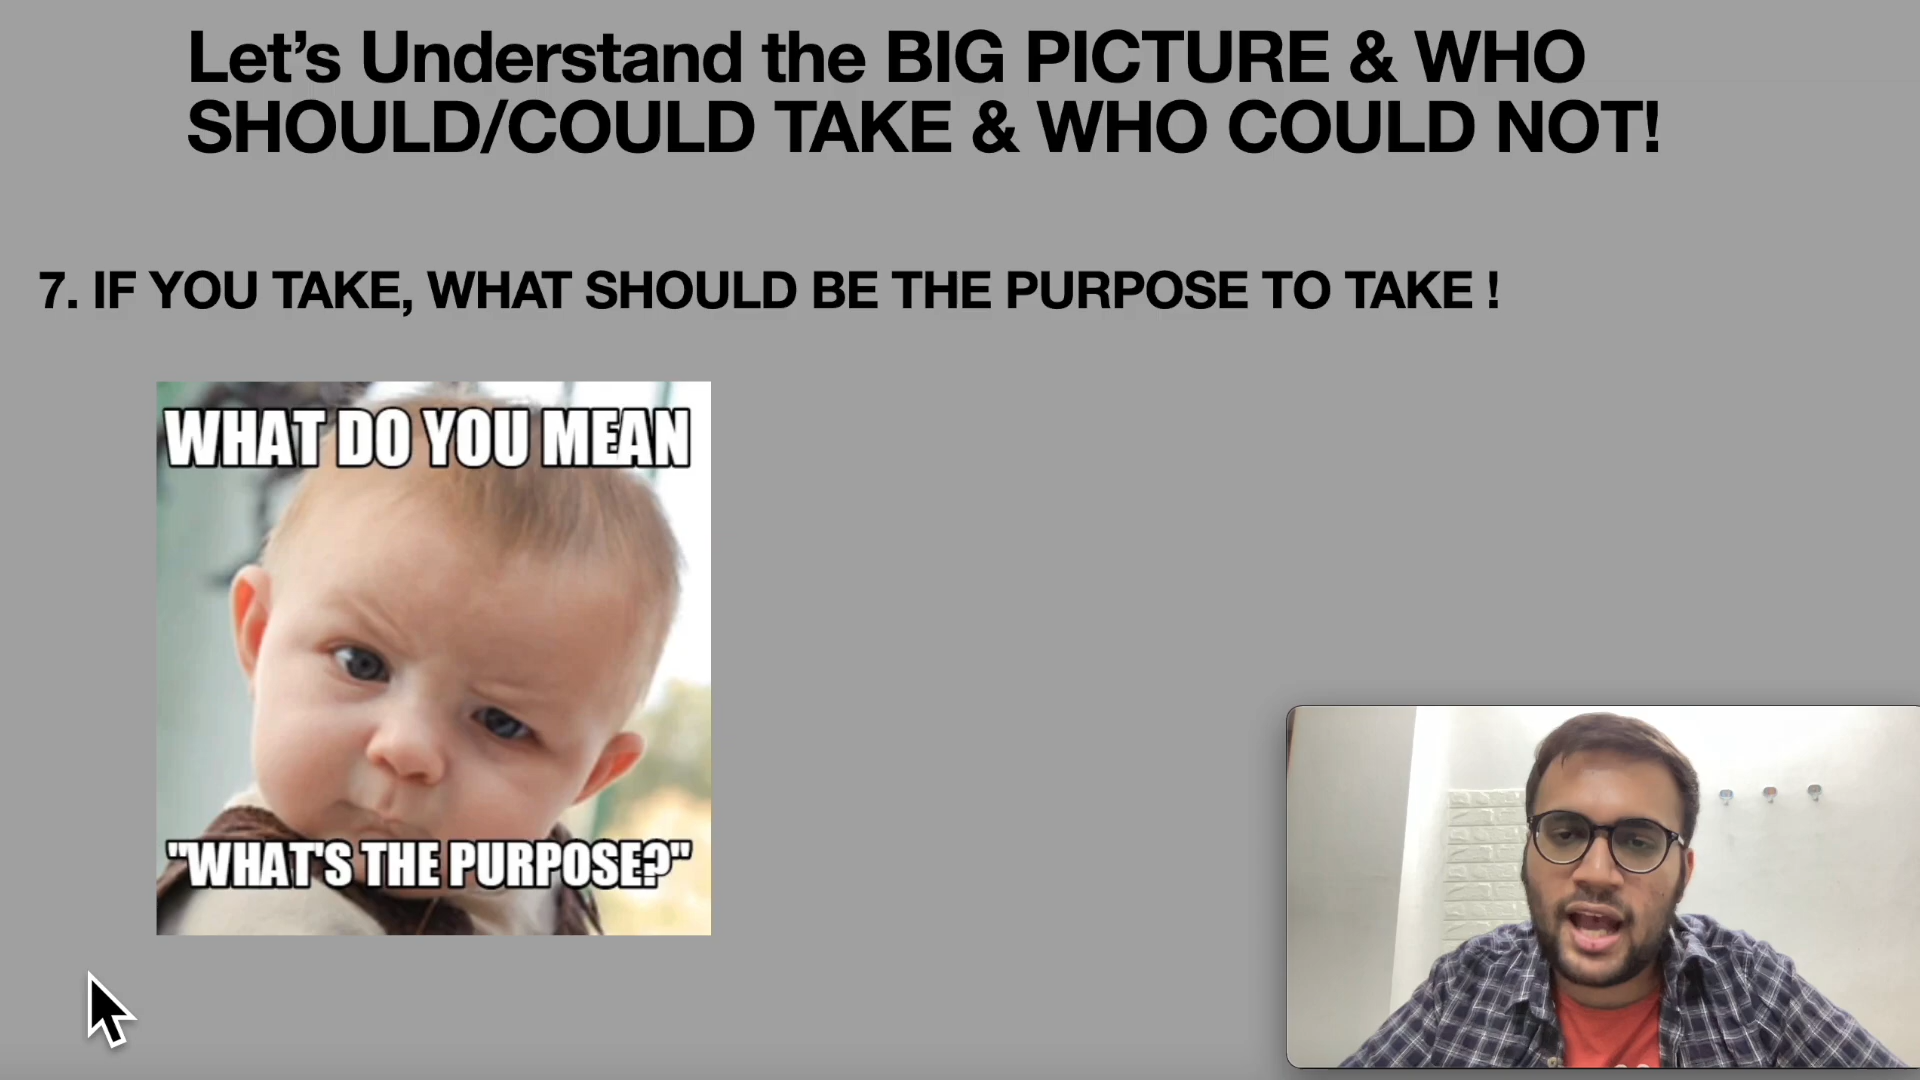 Let’s Understand the BIG PICTURE & WHO
SHOULD/COULD TAKE & WHO COULD NOT!
7. IF YOU TAKE, WHAT SHOULD BE THE PURPOSE TO TAKE !
WHAT DO YOU MEAN
"WHAT'S THE PURPOSE?"